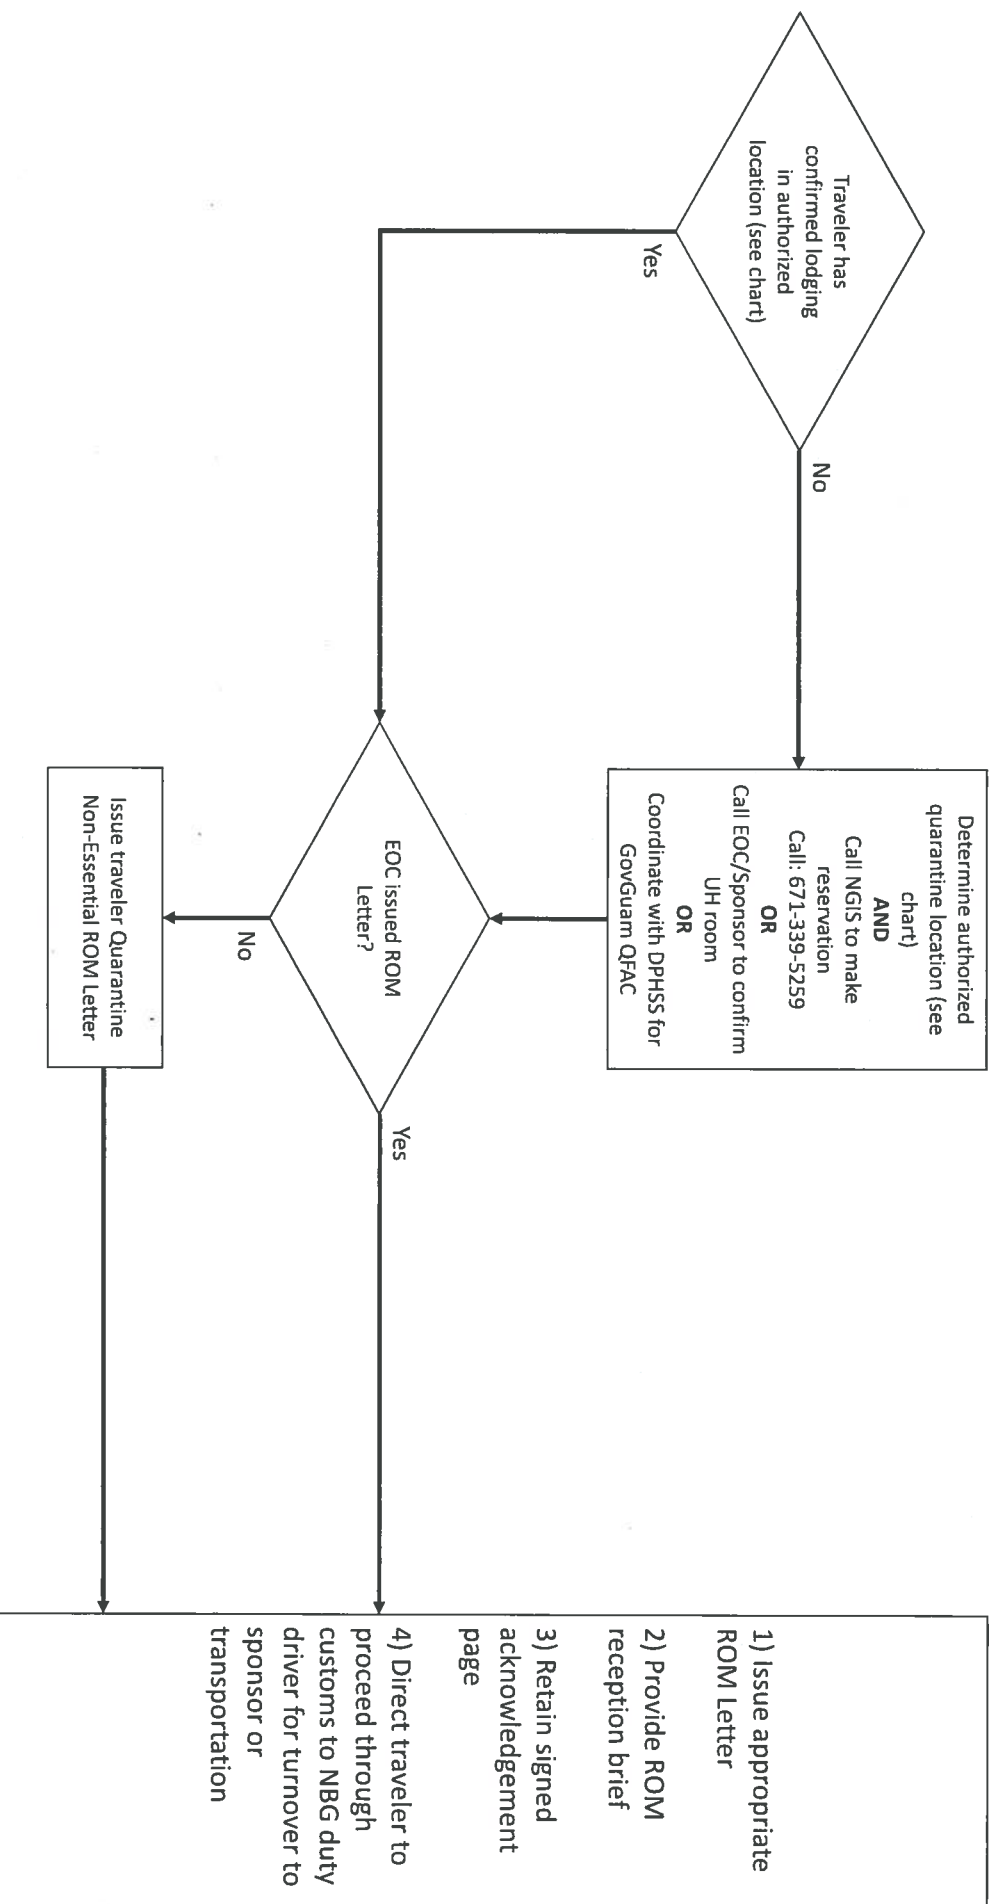 Traveler has
confirmed lodging
in authorized
location (see chart)
No
Yes
Determine authorized
quarantine location (see
chart)
AND
Call NGIS to make
reservation
Call: 671-339-5259
OR
Call EOC/Sponsor to confirm
UH room
OR
Coordinate with DPHSS for
GovGuam QFAC
EOC issued ROM
Letter?
Yes
No
Issue traveler Quarantine
Non-Essential ROM Letter
1) Issue appropriate
ROM Letter
2) Provide ROM
reception brief
3) Retain signed
acknowledgement
page
4) Direct traveler to
proceed through
customs to NBG duty
driver for turnover to
sponsor or
transportation